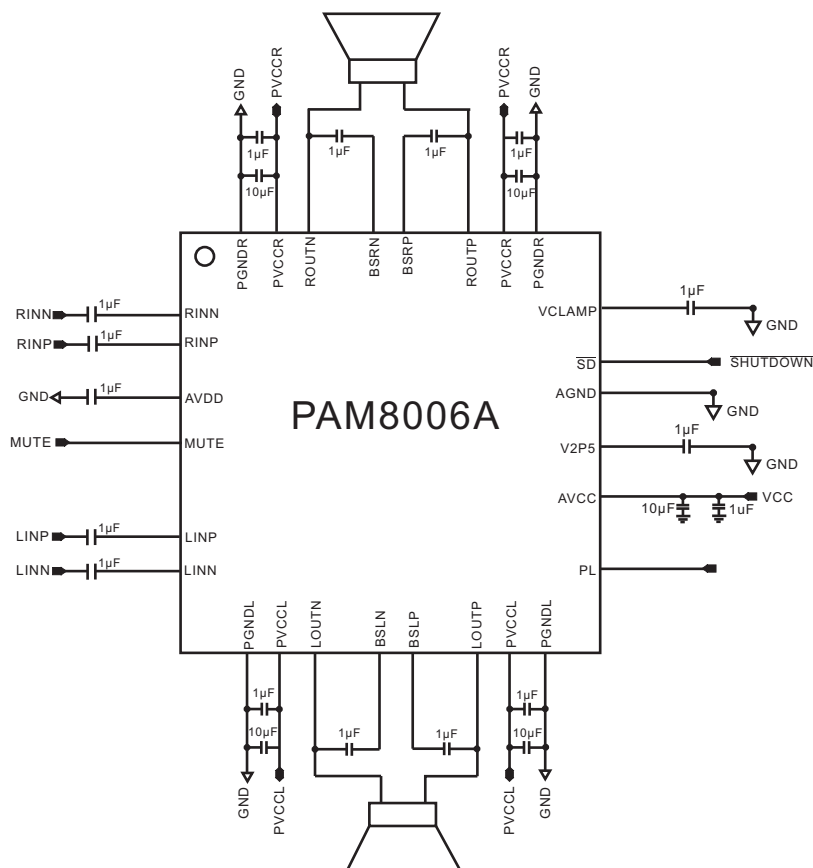 GND
PVCCR
PVCCR
GND
1µF
1µF
1µF
1µF
10µF
10µF
PGNDR
PVCCR
ROUTN
BSRN
BSRP
ROUTP
PVCCR
PGNDR
RINN
1µF
RINN
RINP
1µF
RINP
GND
1µF
AVDD
MUTE
MUTE
LINP
1µF
LINP
LINN
1µF
LINN
PAM8006A
VCLAMP
1µF
GND
SD
SHUTDOWN
AGND
GND
V2P5
1µF
GND
AVCC
10µF
1uF
VCC
PL
PGNDL
PVCCL
LOUTN
BSLN
BSLP
LOUTP
PVCCL
PGNDL
1µF
1µF
10µF
1µF
1µF
10µF
GND
PVCCL
PVCCL
GND